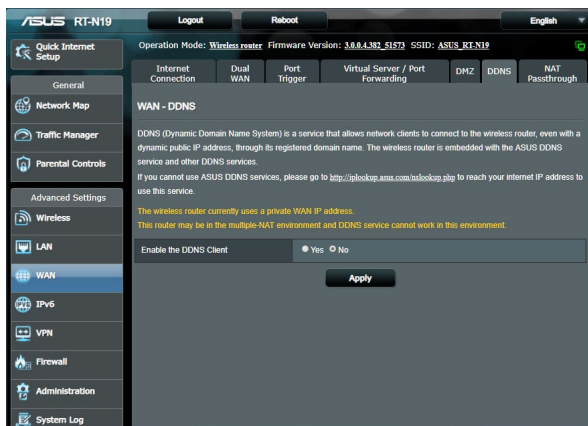 ASUS RT-N19 Logout Reboot English
Quick Internet Setup
Operation Mode: Wireless router Firmware Version: 3.0.0.4.382_51573 SSID: ASUS_RT-N19
General
Network Map
Traffic Manager
Parental Controls
Advanced Settings
Wireless
LAN
WAN
IPv6
VPN
Firewall
Administration
System Log
Internet Connection
Dual WAN
Port Trigger
Virtual Server / Port Forwarding
DMZ
DDNS
NAT Passthrough
WAN - DDNS
DDNS (Dynamic Domain Name System) is a service that allows network clients to connect to the wireless router, even with a
dynamic public IP address, through its registered domain name. The wireless router is embedded with the ASUS DDNS
service and other DDNS services.
If you cannot use ASUS DDNS services, please go to http://iplookup.asus.com/nslookup.php to reach your internet IP address to
use this service.
The wireless router currently uses a private WAN IP address.
This router may be in the multiple-NAT environment and DDNS service cannot work in this environment.
Enable the DDNS Client Yes No
Apply